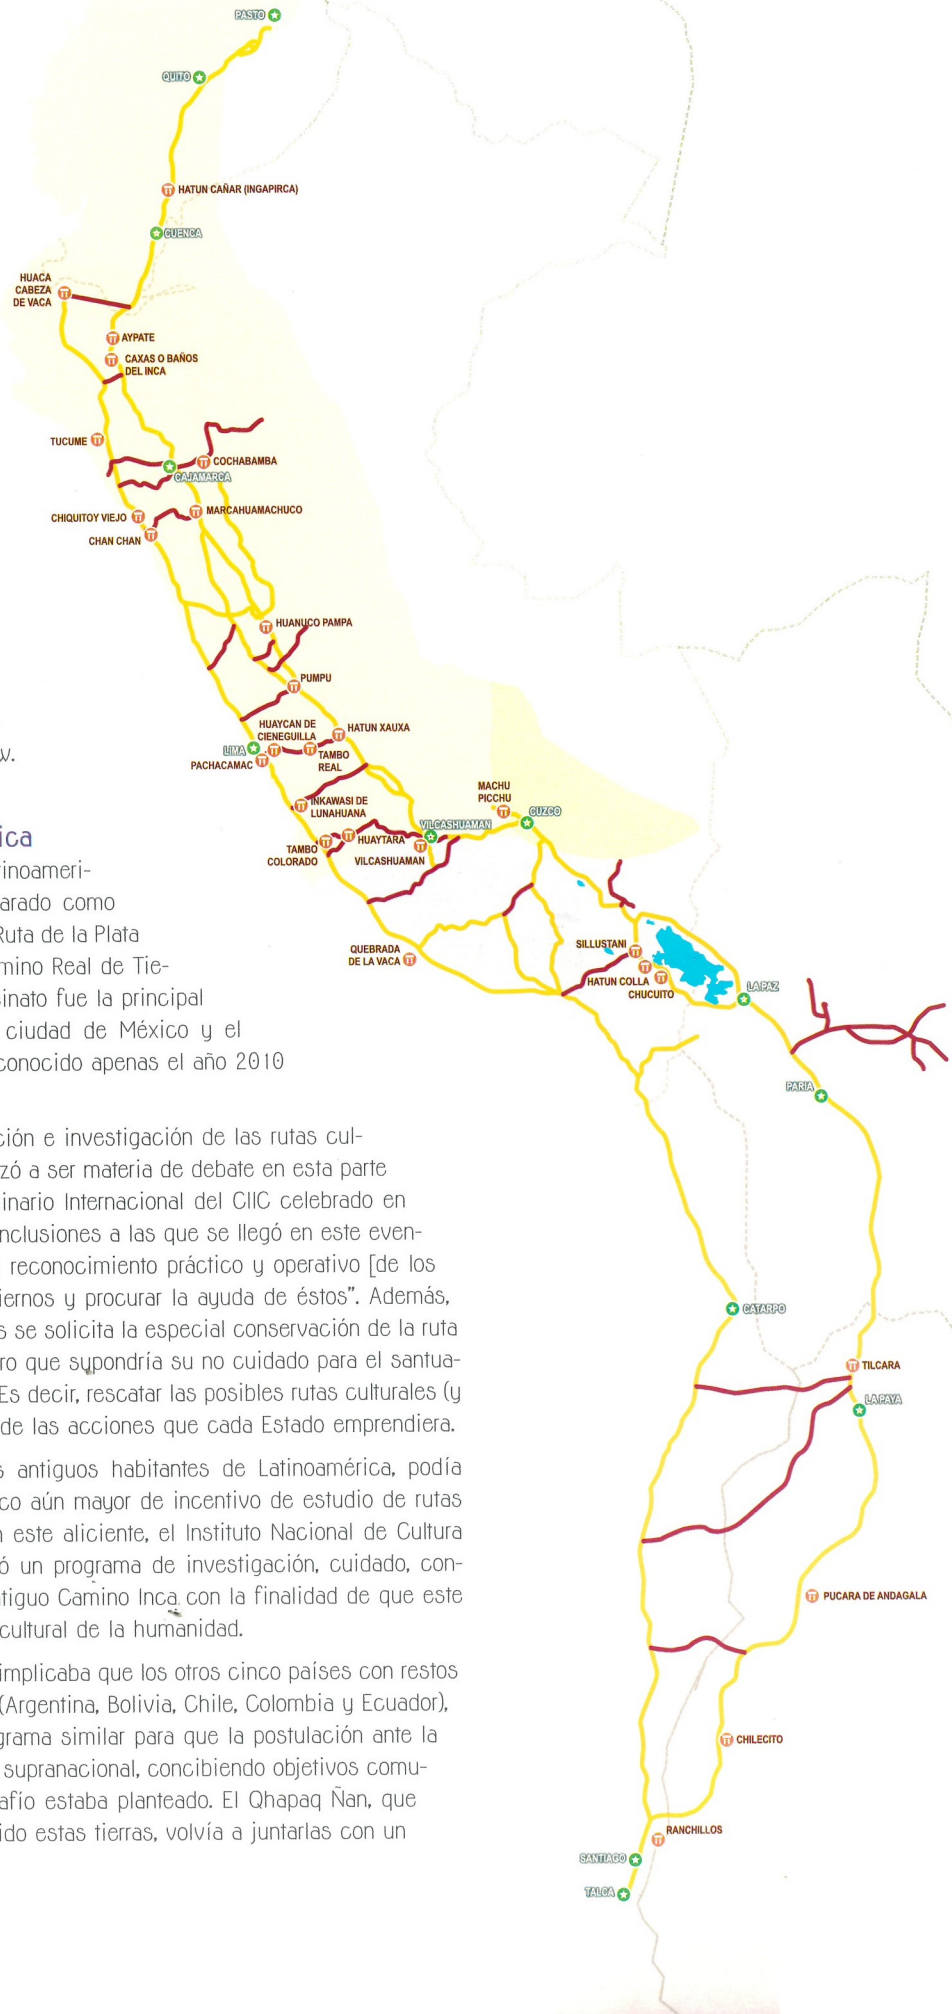 PASTO
QUITO
HATUN CAÑAR (INGAPIRCA)
CUENCA
HUACA
CABEZA
DE VACA
AYPATE
CAXAS O BAÑOS
DEL INCA
TUCUME
COCHABAMBA
CAJAMARCA
CHIQUITOY VIEJO
MARCAHUAMACHUCO
CHAN CHAN
HUANUCO PAMPA
PUMPU
HUAYCAN DE
CIENEGUILLA
HATUN XAUXA
LIMA
PACHACAMAC
TAMBO
REAL
MACHU
PICCHU
INKAWASI DE
LUNAHUANA
CUZCO
VILCASHUAMAN
HUAYTARA
TAMBO
COLORADO
VILCASHUAMAN
QUEBRADA
DE LA VACA
SILLUSTANI
HATUN COLLA
CHUCUITO
LA PAZ
PARIA
CATARPO
TILCARA
LA PAYA
PUCARA DE ANDAGALA
CHILECITO
RANCHILLOS
SANTIAGO
TALCA
w.
ica
tinoameri-
arado como
Ruta de la Plata
mino Real de Tie-
sinato fue la principal
ciudad de México y el
conocido apenas el año 2010
ción e investigación de las rutas cul-
zó a ser materia de debate en esta parte
inario Internacional del CIIC celebrado en
nclusiones a las que se llegó en este even-
reconocimiento práctico y operativo [de los
iernos y procurar la ayuda de éstos”. Además,
s se solicita la especial conservación de la ruta
ro que supondría su no cuidado para el santua-
Es decir, rescatar las posibles rutas culturales (y
de las acciones que cada Estado emprendiera.
s antiguos habitantes de Latinoamérica, podía
co aún mayor de incentivo de estudio de rutas
n este aliciente, el Instituto Nacional de Cultura
ó un programa de investigación, cuidado, con-
tiguo Camino Inca con la finalidad de que este
cultural de la humanidad.
implicaba que los otros cinco países con restos
(Argentina, Bolivia, Chile, Colombia y Ecuador),
grama similar para que la postulación ante la
supranacional, concibiendo objetivos comu-
afío estaba planteado. El Qhapaq Ñan, que
ido estas tierras, volvía a juntarlas con un